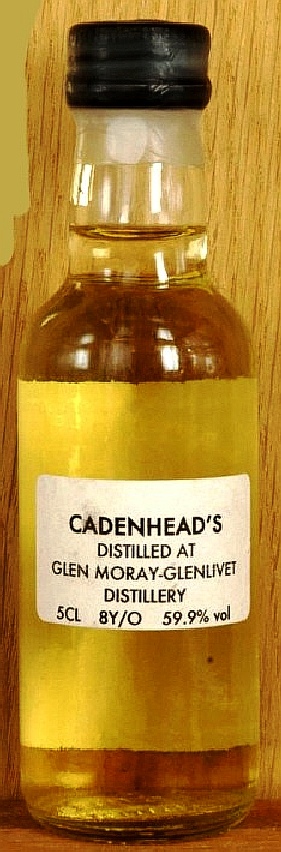 CADENHEAD'S
DISTILLED AT
GLEN MORAY-GLENLIVET
DISTILLERY
5CL 8Y/O 59.9% vol